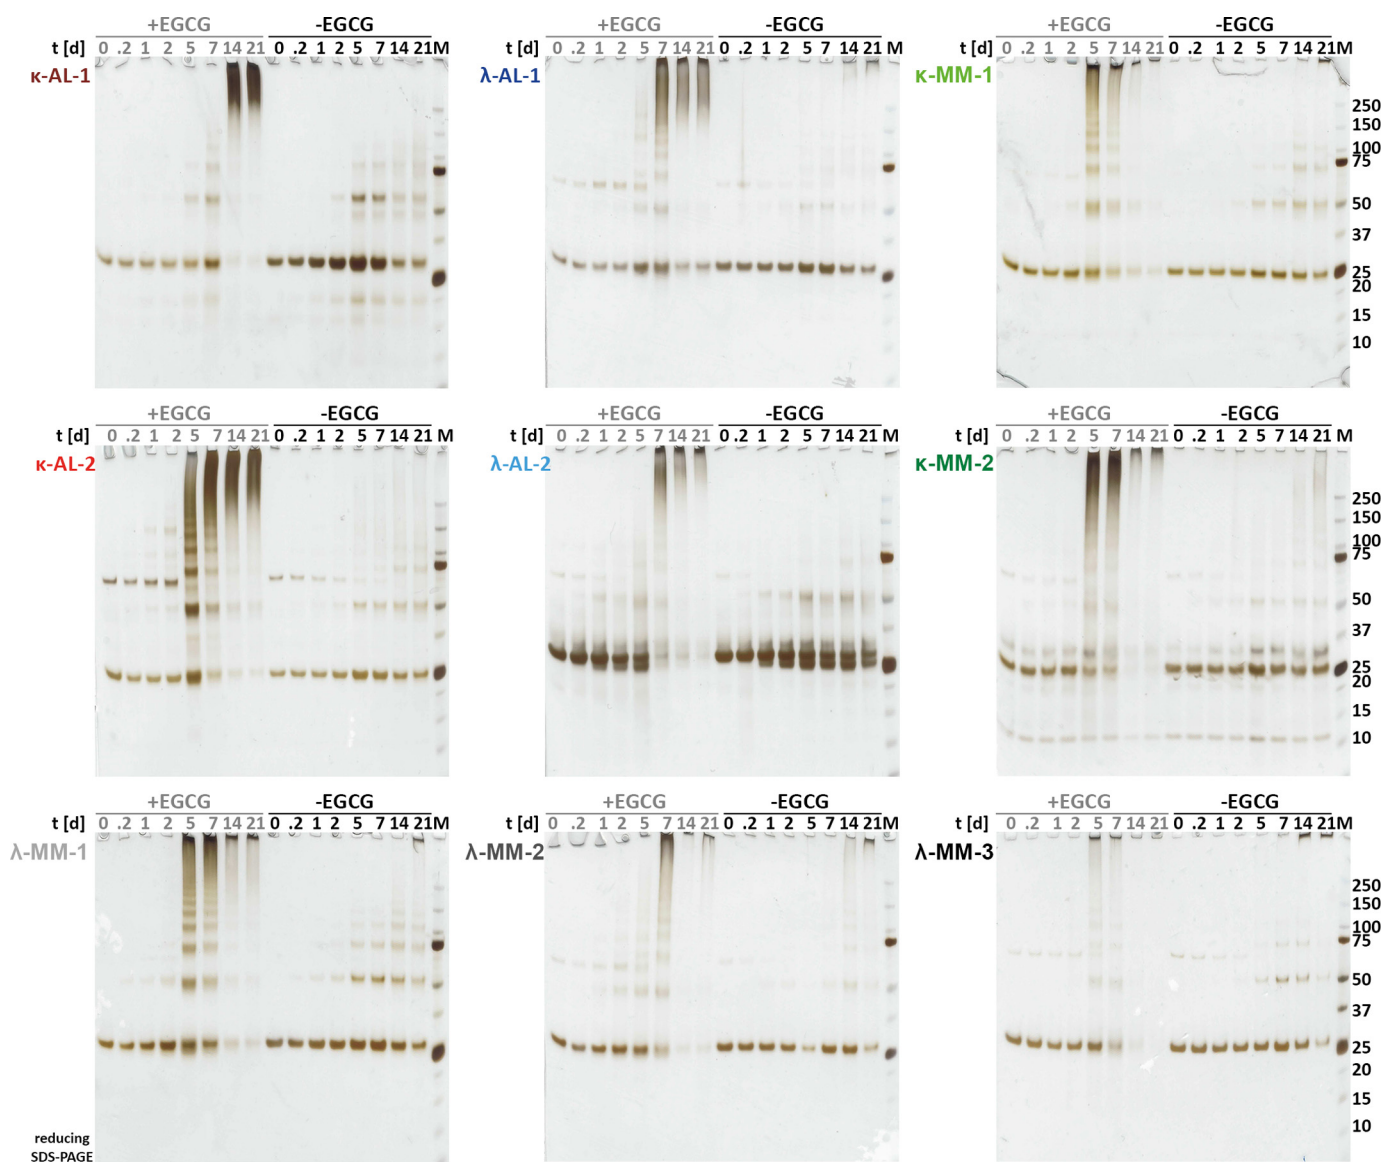 +EGCG -EGCG +EGCG -EGCG +EGCG -EGCG
t [d] 0 .2 1 2 5 7 14 21 0 .2 1 2 5 7 14 21 M t [d] 0 .2 1 2 5 7 14 21 0 .2 1 2 5 7 14 21 M t [d] 0 .2 1 2 5 7 14 21 0 .2 1 2 5 7 14 21 M
κ-AL-1 λ-AL-1 κ-MM-1
250
150
100
75
50
37
25
20
15
10
+EGCG -EGCG +EGCG -EGCG +EGCG -EGCG
t [d] 0 .2 1 2 5 7 14 21 0 .2 1 2 5 7 14 21 M t [d] 0 .2 1 2 5 7 14 21 0 .2 1 2 5 7 14 21 M t [d] 0 .2 1 2 5 7 14 21 0 .2 1 2 5 7 14 21 M
κ-AL-2 λ-AL-2 κ-MM-2
250
150
100
75
50
37
25
20
15
10
+EGCG -EGCG +EGCG -EGCG +EGCG -EGCG
t [d] 0 .2 1 2 5 7 14 21 0 .2 1 2 5 7 14 21 M t [d] 0 .2 1 2 5 7 14 21 0 .2 1 2 5 7 14 21 M t [d] 0 .2 1 2 5 7 14 21 0 .2 1 2 5 7 14 21 M
λ-MM-1 λ-MM-2 λ-MM-3
250
150
100
75
50
37
25
20
15
10
reducing
SDS-PAGE